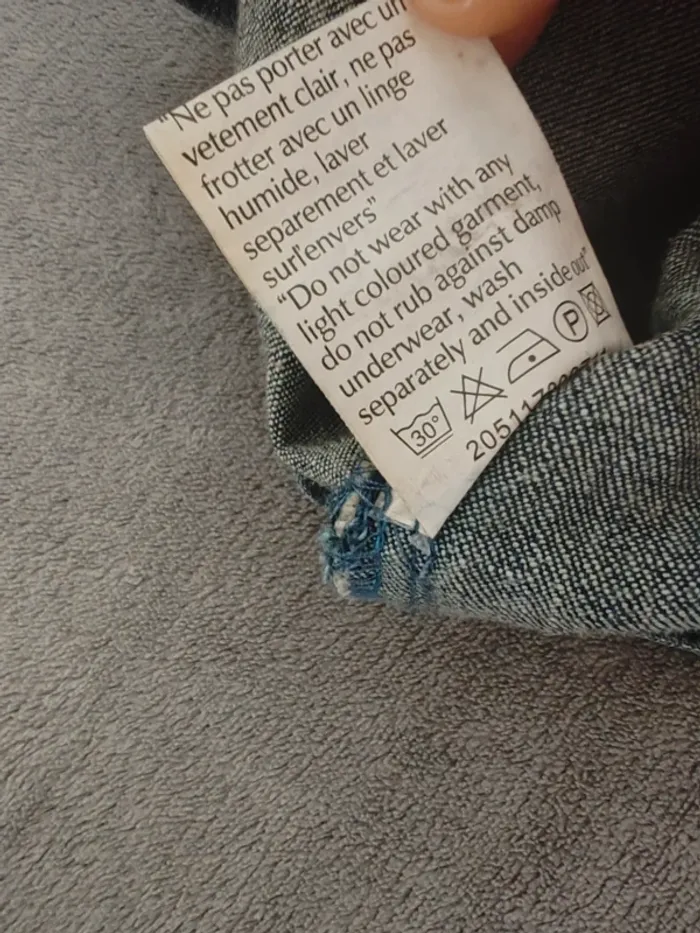 "Ne pas porter avec un
vetement clair, ne pas
frotter avec un linge
humide, laver
separement et laver
surl'envers"
"Do not wear with any
light coloured garment,
do not rub against damp
underwear, wash
separately and inside out"
30° P